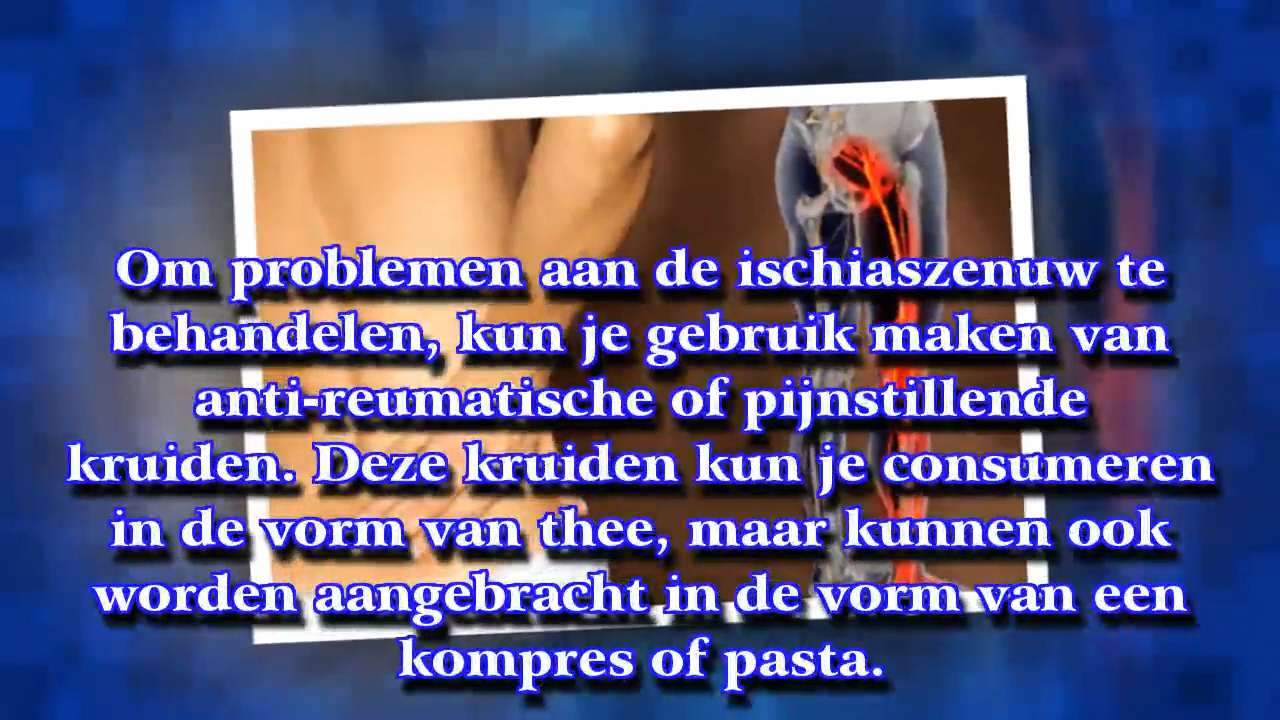 Om problemen aan de ischiaszenuw te
behandelen, kun je gebruik maken van
anti-reumatische of pijnstillende
kruiden. Deze kruiden kun je consumeren
in de vorm van thee, maar kunnen ook
worden aangebracht in de vorm van een
kompres of pasta.